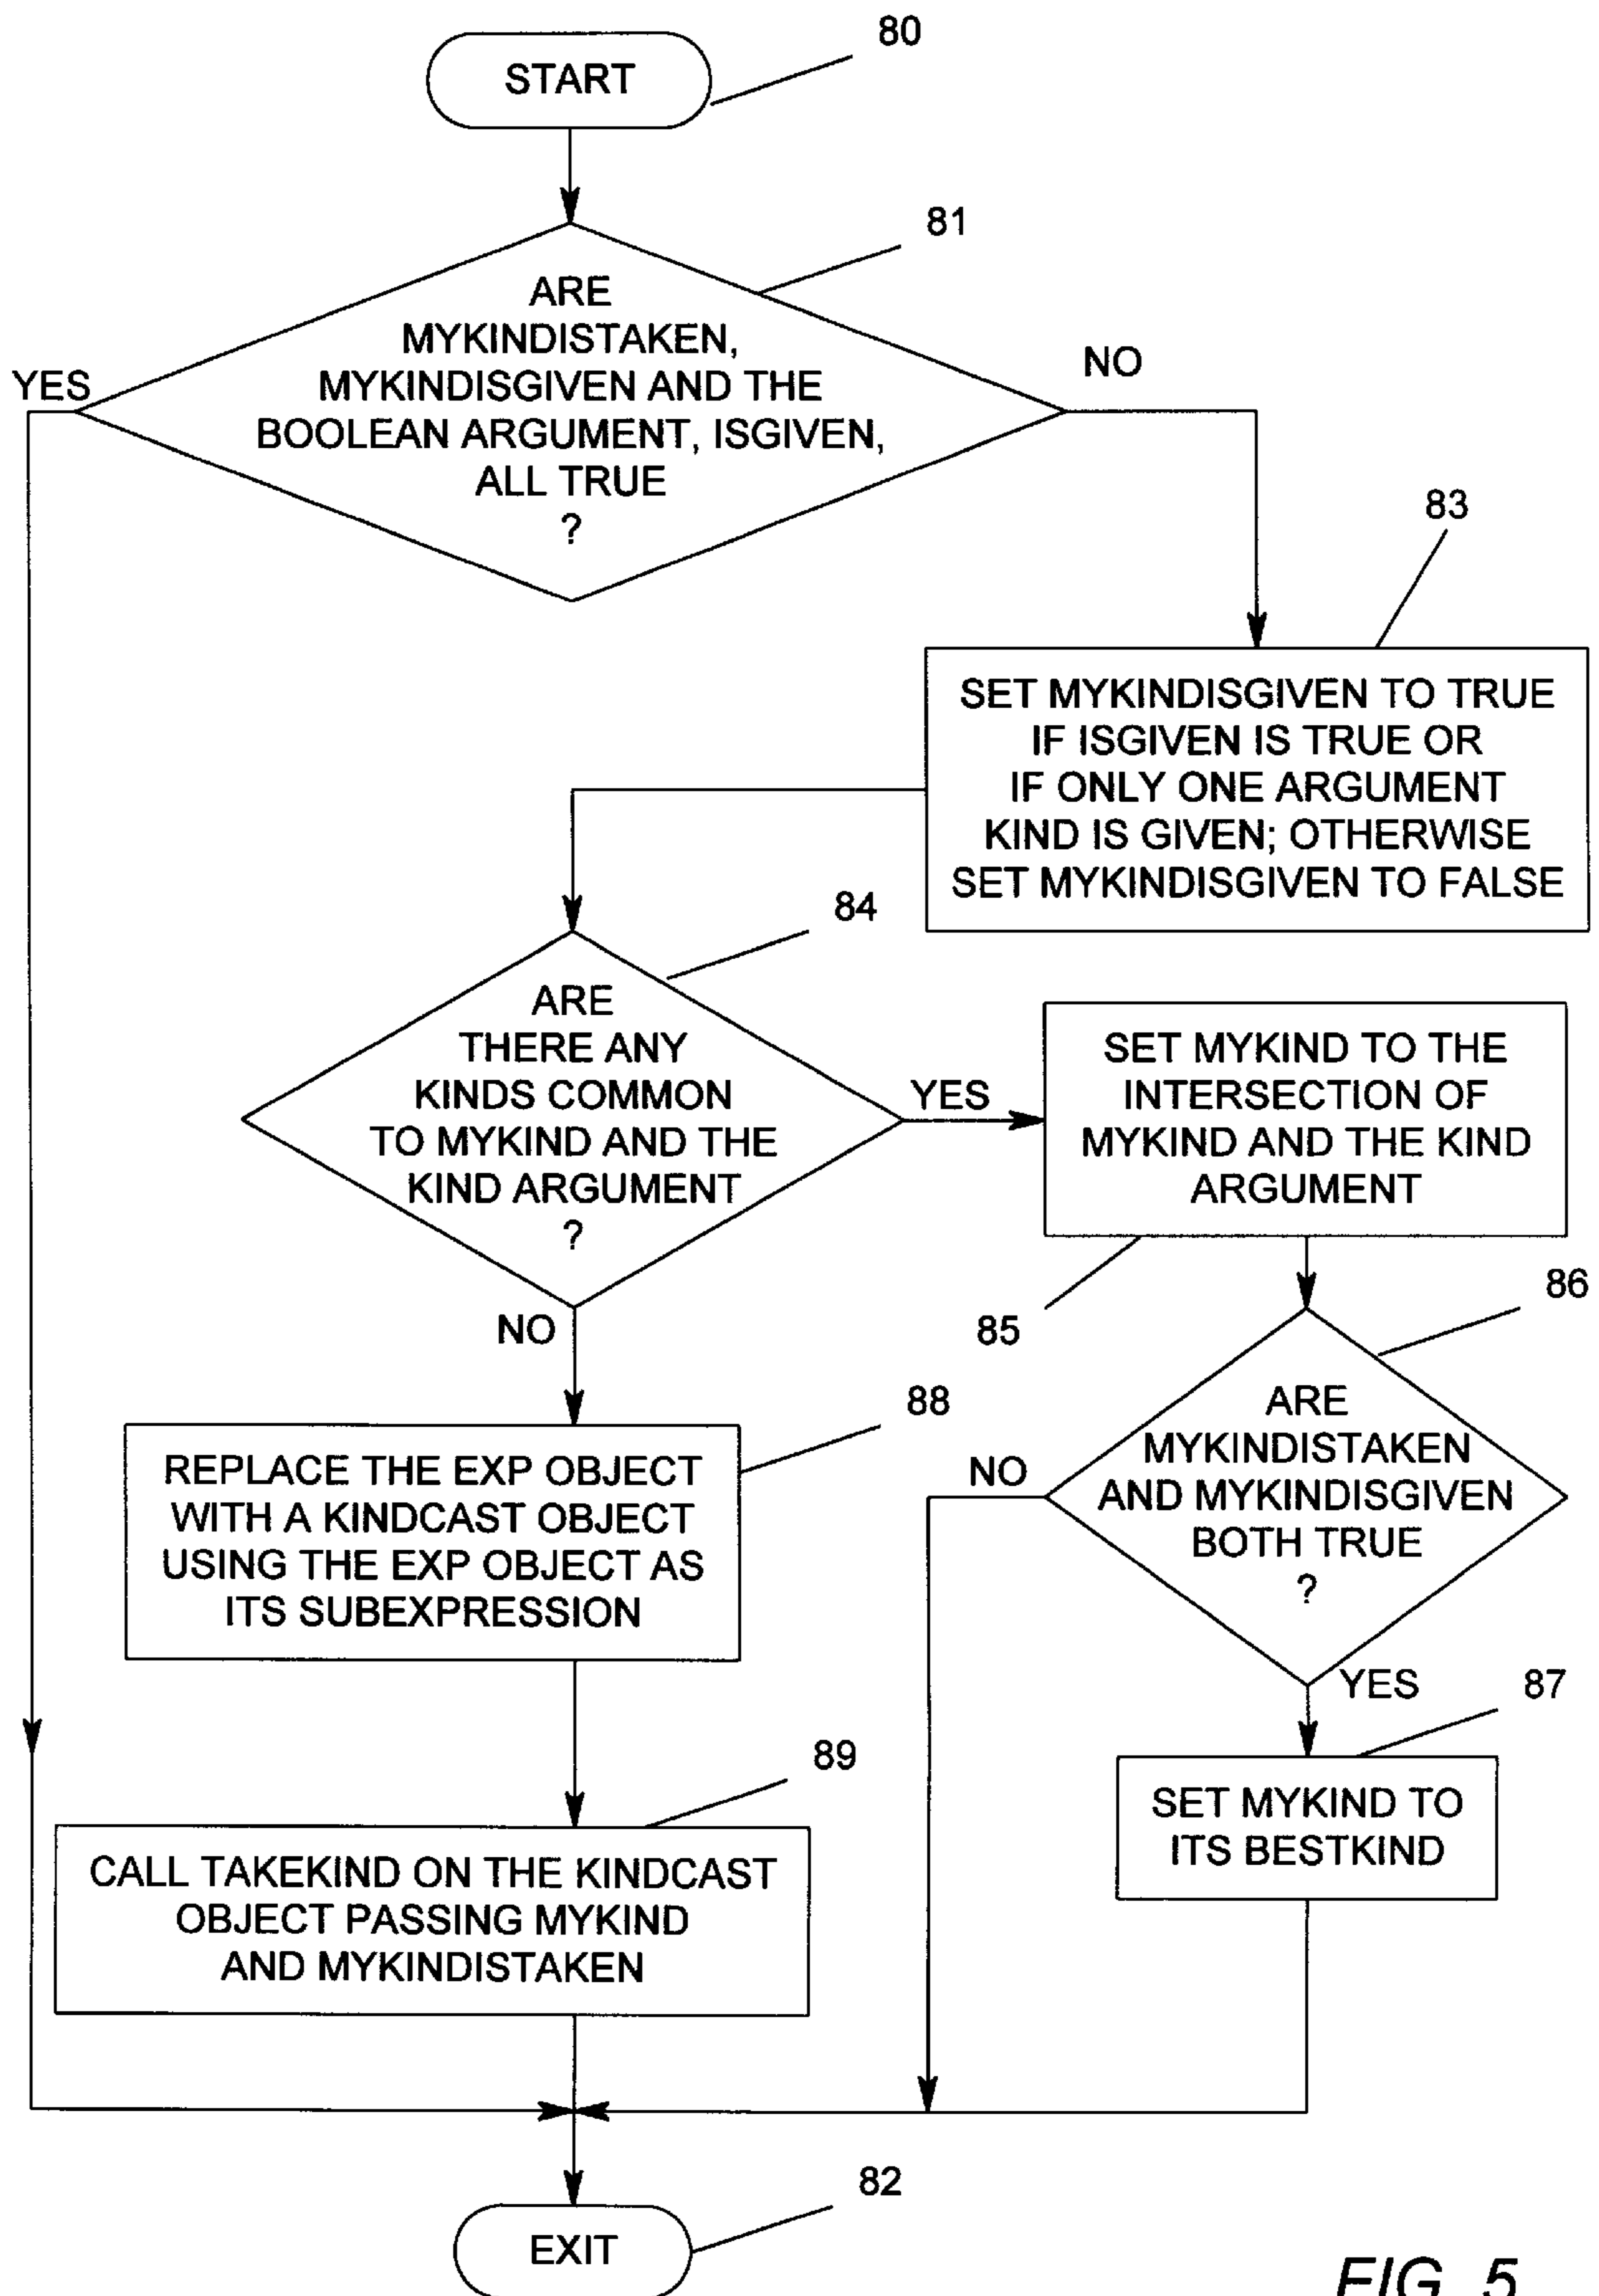 80
START
81
ARE
MYKINDISTAKEN,
MYKINDISGIVEN AND THE
BOOLEAN ARGUMENT, ISGIVEN,
ALL TRUE
?
YES
NO
83
SET MYKINDISGIVEN TO TRUE
IF ISGIVEN IS TRUE OR
IF ONLY ONE ARGUMENT
KIND IS GIVEN; OTHERWISE
SET MYKINDISGIVEN TO FALSE
84
ARE
THERE ANY
KINDS COMMON
TO MYKIND AND THE
KIND ARGUMENT
?
YES
SET MYKIND TO THE
INTERSECTION OF
MYKIND AND THE KIND
ARGUMENT
85
86
NO
ARE
MYKINDISTAKEN
AND MYKINDISGIVEN
BOTH TRUE
?
NO
88
REPLACE THE EXP OBJECT
WITH A KINDCAST OBJECT
USING THE EXP OBJECT AS
ITS SUBEXPRESSION
YES
87
SET MYKIND TO
ITS BESTKIND
89
CALL TAKEKIND ON THE KINDCAST
OBJECT PASSING MYKIND
AND MYKINDISTAKEN
82
EXIT
FIG. 5